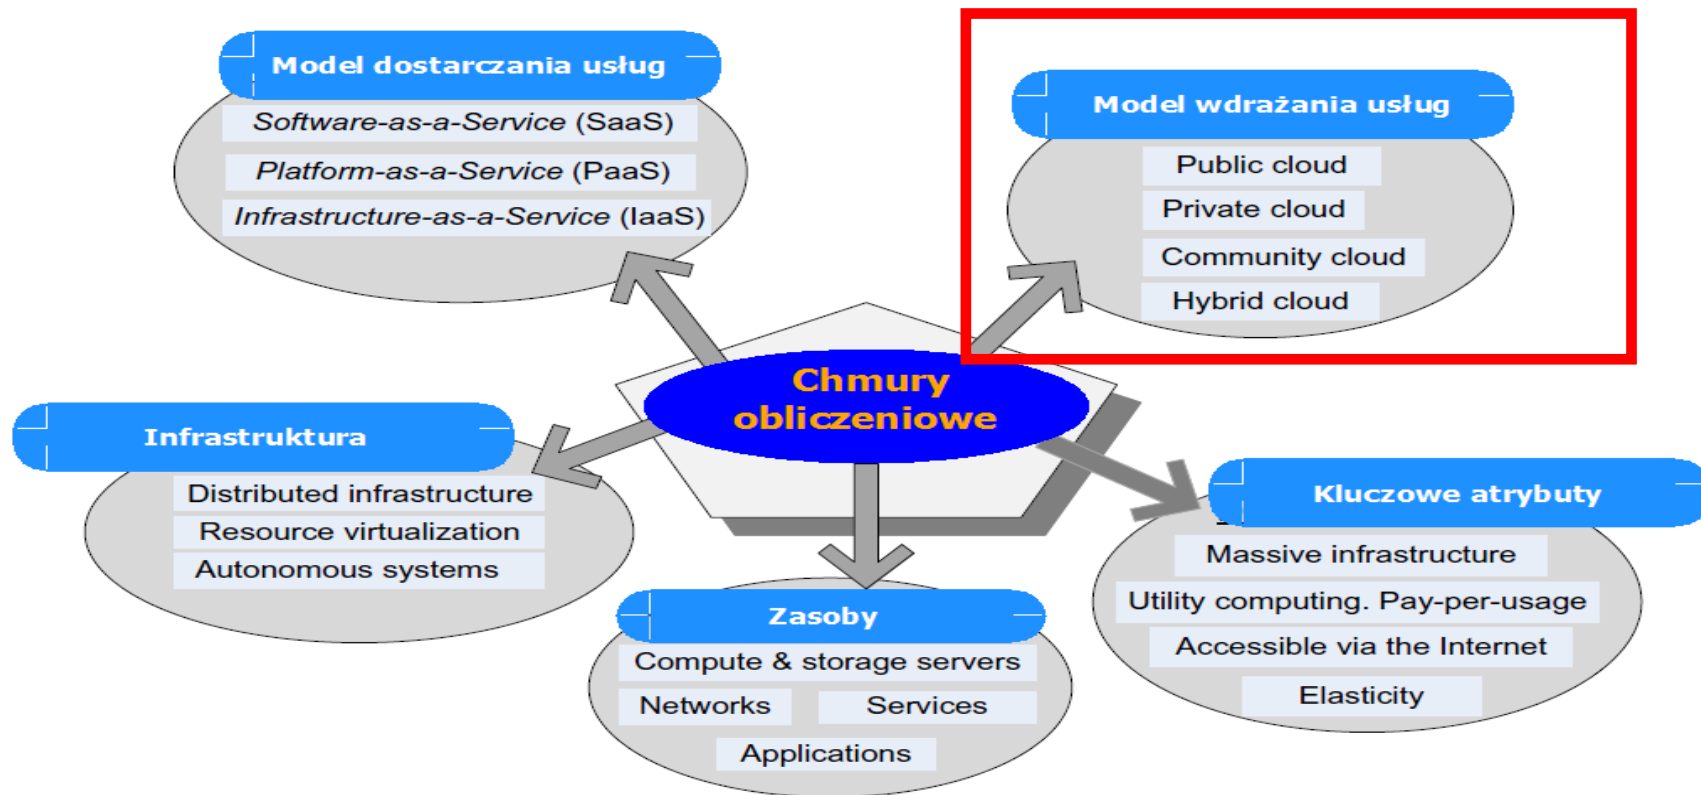 Model dostarczania usług
Software-as-a-Service (SaaS)
Platform-as-a-Service (PaaS)
Infrastructure-as-a-Service (IaaS)
Model wdrażania usług
Public cloud
Private cloud
Community cloud
Hybrid cloud
Chmury
obliczeniowe
Infrastruktura
Distributed infrastructure
Resource virtualization
Autonomous systems
Kluczowe atrybuty
Massive infrastructure
Utility computing. Pay-per-usage
Accessible via the Internet
Elasticity
Zasoby
Compute & storage servers
Networks Services
Applications